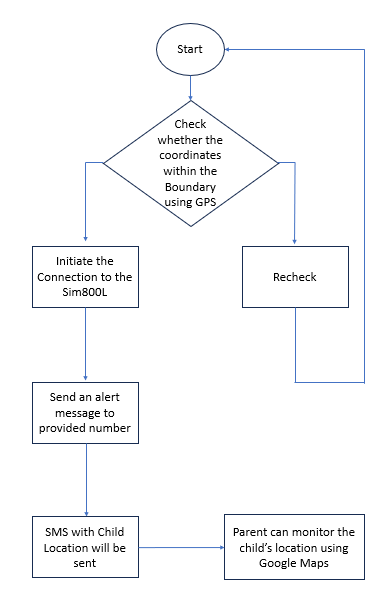 Start
Check
whether the
coordinates
within the
Boundary
using GPS
Initiate the
Connection to the
Sim800L
Recheck
Send an alert
message to
provided number
SMS with Child
Location will be
sent
Parent can monitor the
child’s location using
Google Maps